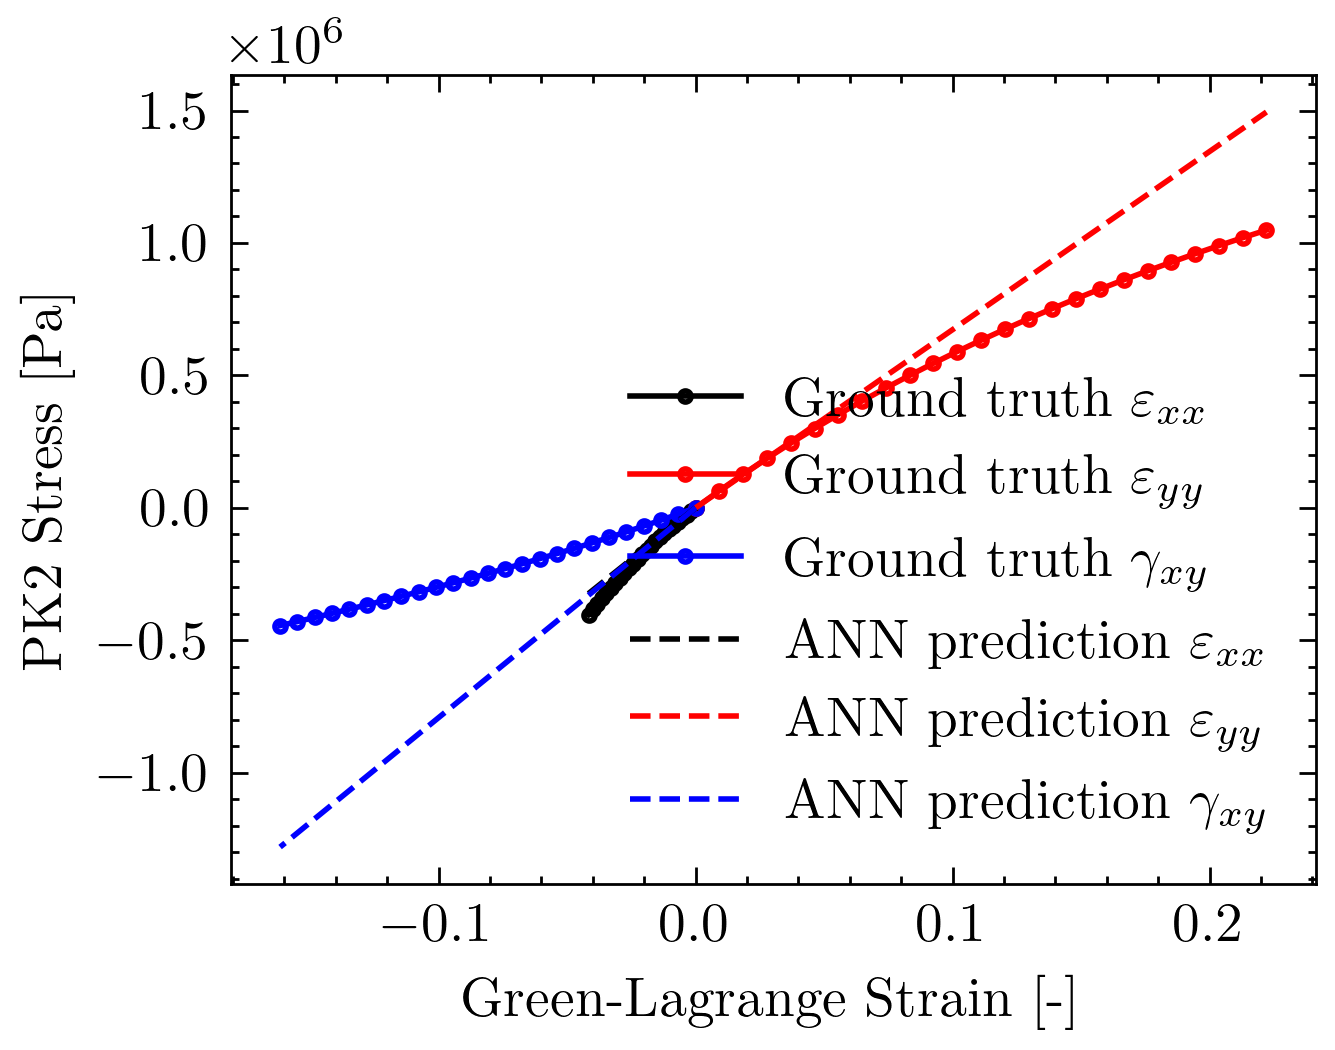 ×10⁶
1.5
1.0
0.5
0.0
−0.5
−1.0
PK2 Stress [Pa]
Ground truth εxx
Ground truth εyy
Ground truth γxy
ANN prediction εxx
ANN prediction εyy
ANN prediction γxy
−0.1 0.0 0.1 0.2
Green-Lagrange Strain [-]